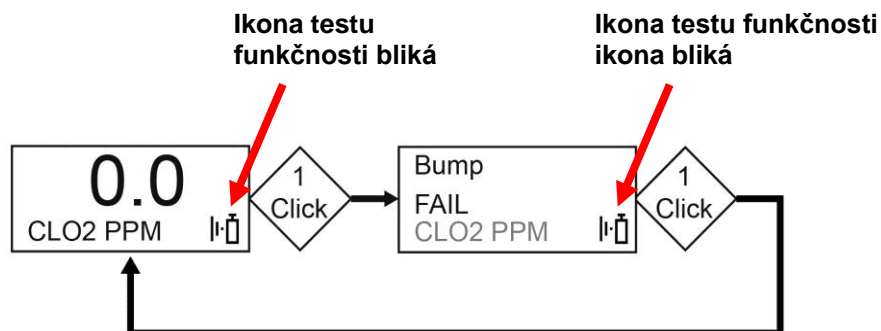 Ikona testu
funkčnosti bliká
Ikona testu funkčnosti
ikona bliká
0.0
CLO2 PPM
1
Click
Bump
FAIL
CLO2 PPM
1
Click